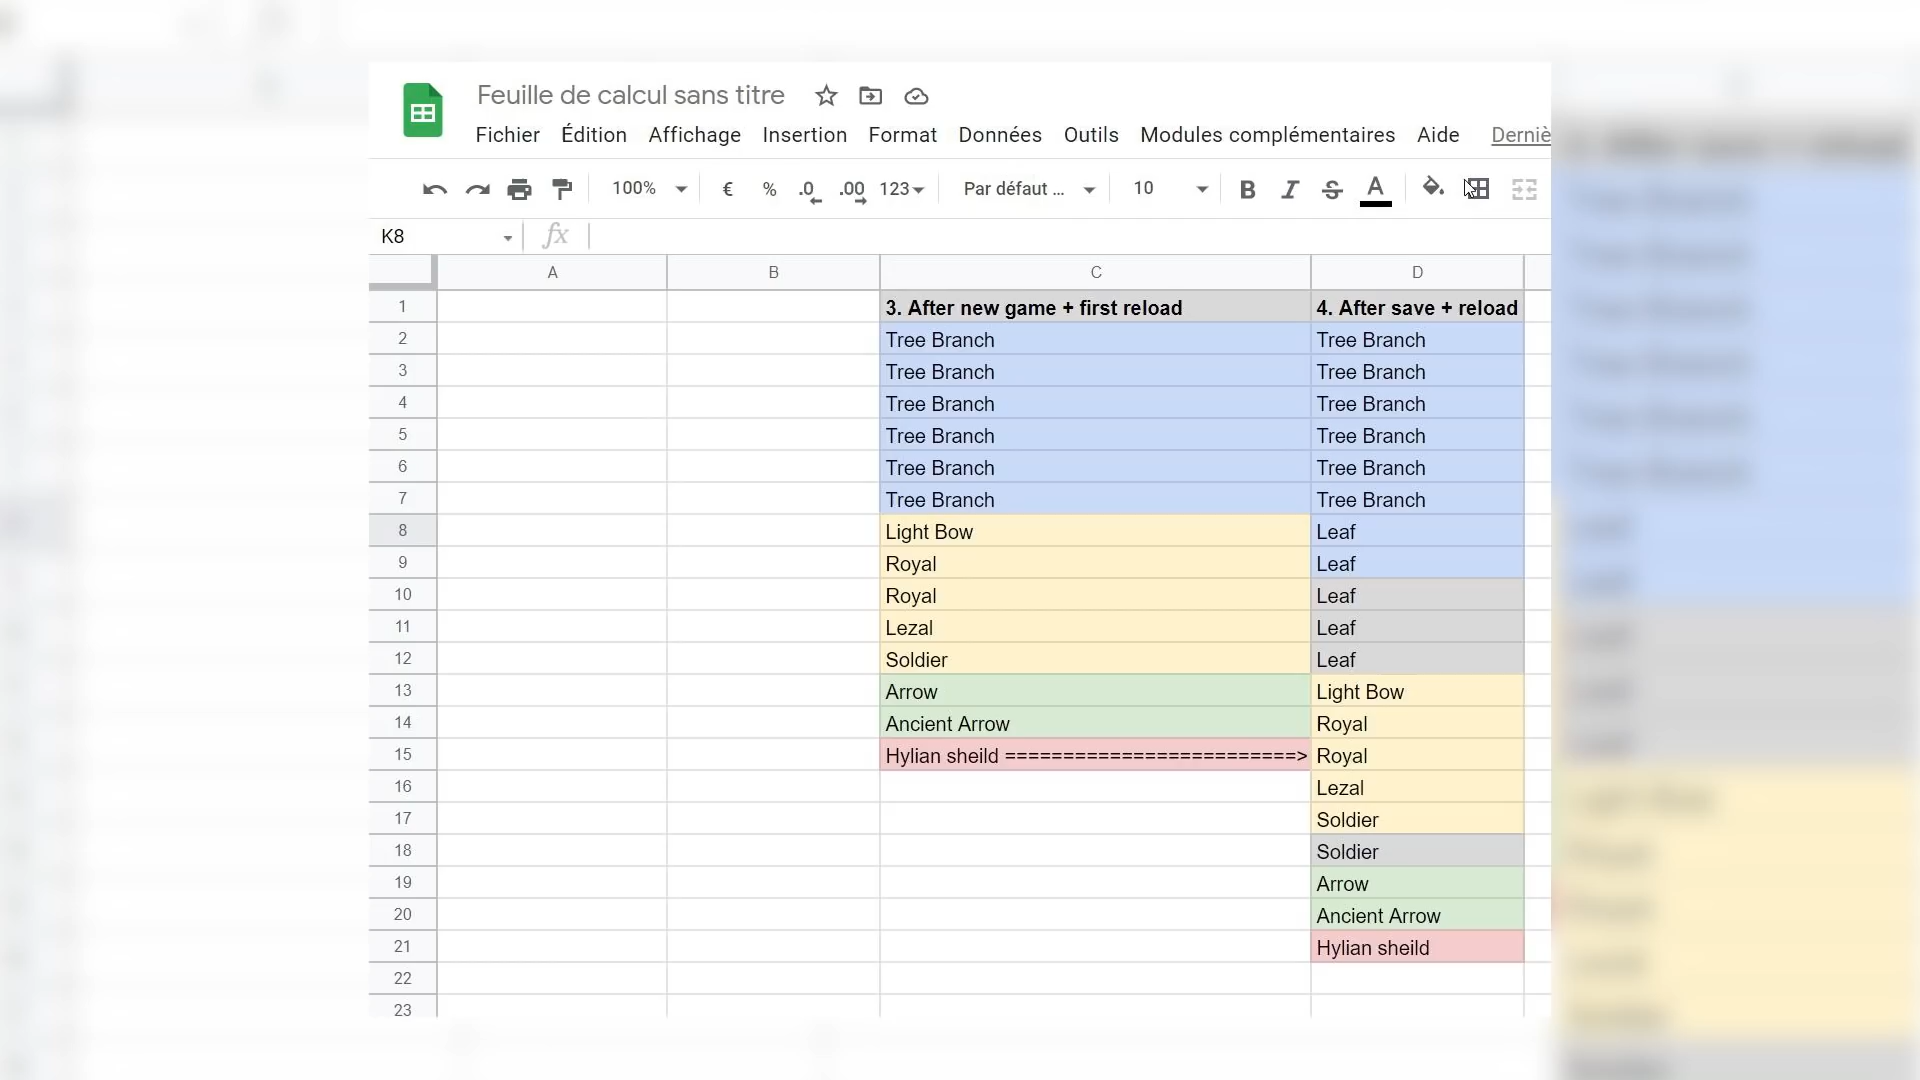 Feuille de calcul sans titre
Fichier Édition Affichage Insertion Format Données Outils Modules complémentaires Aide Derniè
100% € % .0 .00 123 Par défaut ... 10 B I S A
K8 fx
A B C D
1 3. After new game + first reload 4. After save + reload
2 Tree Branch Tree Branch
3 Tree Branch Tree Branch
4 Tree Branch Tree Branch
5 Tree Branch Tree Branch
6 Tree Branch Tree Branch
7 Tree Branch Tree Branch
8 Light Bow Leaf
9 Royal Leaf
10 Royal Leaf
11 Lezal Leaf
12 Soldier Leaf
13 Arrow Light Bow
14 Ancient Arrow Royal
15 Hylian sheild =========================> Royal
16 Lezal
17 Soldier
18 Soldier
19 Arrow
20 Ancient Arrow
21 Hylian sheild
22
23